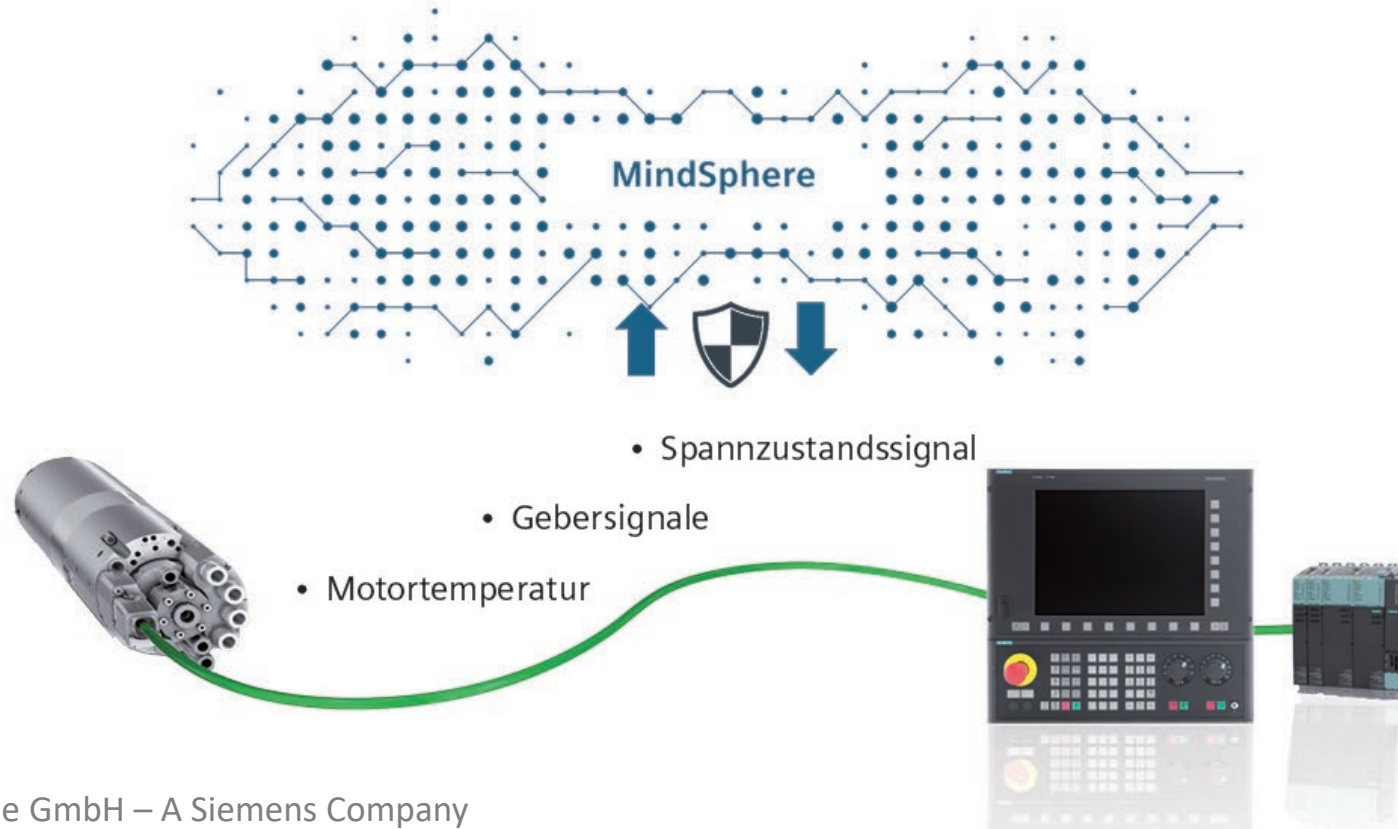 MindSphere
• Spannzustandssignal
• Gebersignale
• Motortemperatur
e GmbH – A Siemens Company